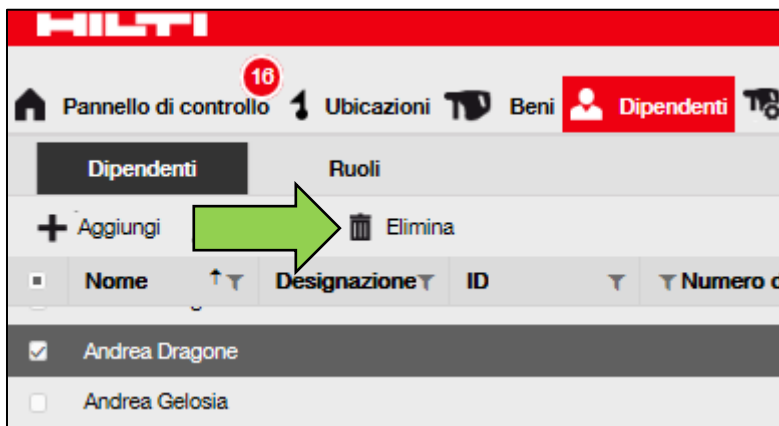 HILTI
16
Pannello di controllo Ubicazioni Beni Dipendenti
Dipendenti Ruoli
Aggiungi Elimina
Nome Designazione ID Numero d
Andrea Dragone
Andrea Gelosia